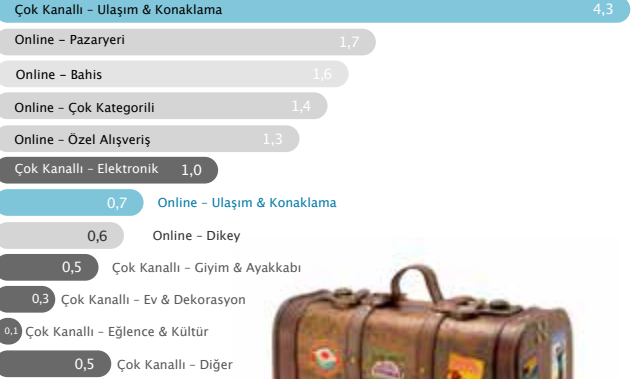 Çok Kanallı – Ulaşım & Konaklama 4,3
Online – Pazaryeri 1,7
Online – Bahis 1,6
Online – Çok Kategorili 1,4
Online – Özel Alışveriş 1,3
Çok Kanallı – Elektronik 1,0
0,7 Online – Ulaşım & Konaklama
0,6 Online – Dikey
0,5 Çok Kanallı – Giyim & Ayakkabı
0,3 Çok Kanallı – Ev & Dekorasyon
0,1 Çok Kanallı – Eğlence & Kültür
0,5 Çok Kanallı – Diğer